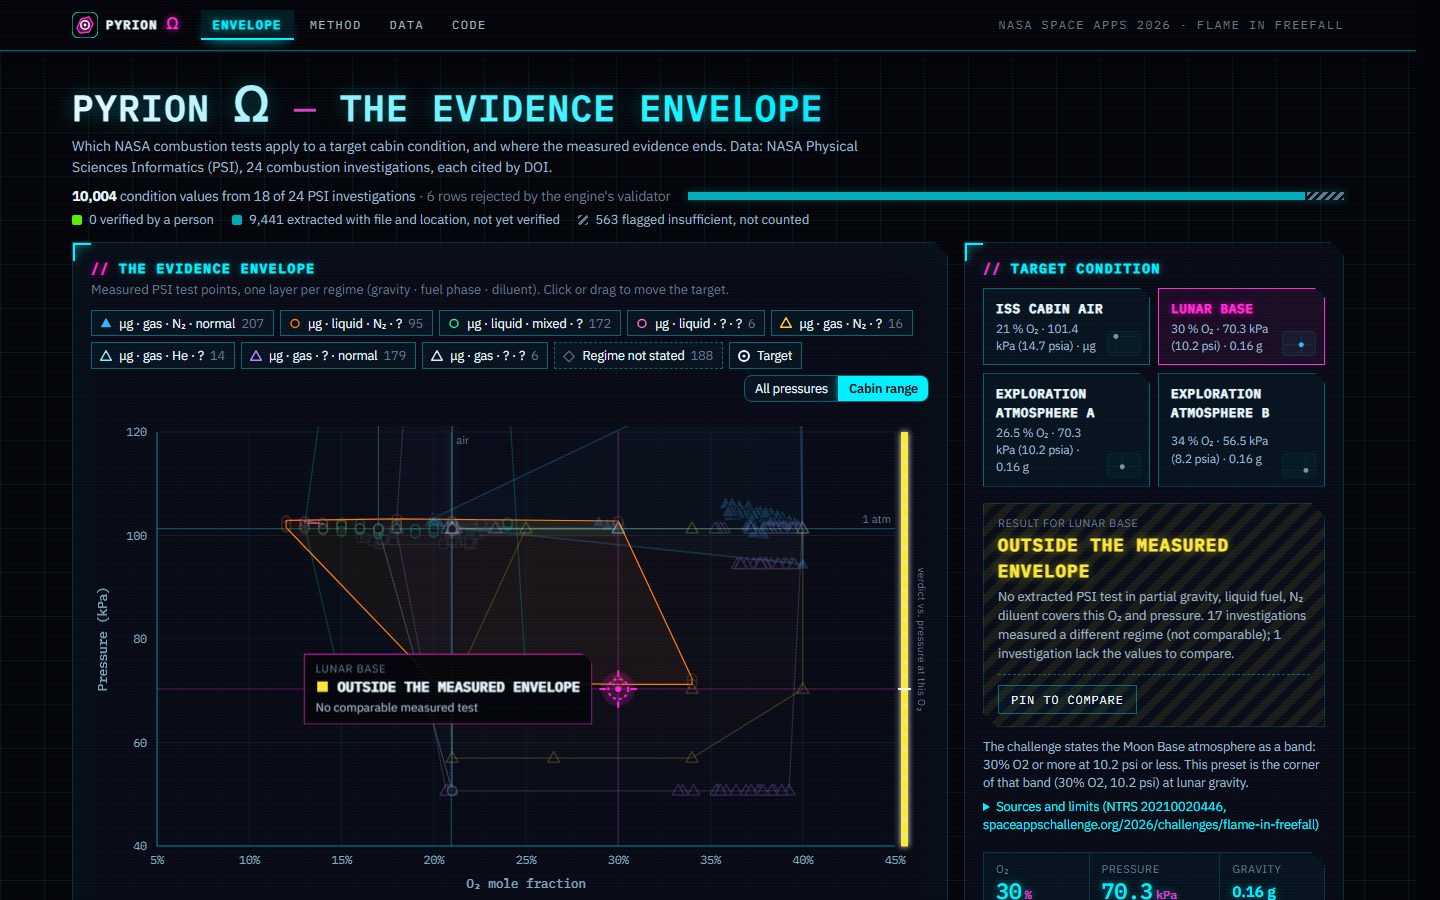 PYRION Ω ENVELOPE METHOD DATA CODE NASA SPACE APPS 2026 · FLAME IN FREEFALL
PYRION Ω — THE EVIDENCE ENVELOPE
Which NASA combustion tests apply to a target cabin condition, and where the measured evidence ends. Data: NASA Physical
Sciences Informatics (PSI), 24 combustion investigations, each cited by DOI.
10,004 condition values from 18 of 24 PSI investigations · 6 rows rejected by the engine's validator
0 verified by a person 9,441 extracted with file and location, not yet verified 563 flagged insufficient, not counted
// THE EVIDENCE ENVELOPE
Measured PSI test points, one layer per regime (gravity · fuel phase · diluent). Click or drag to move the target.
µg · gas · N₂ · normal 207
µg · liquid · N₂ · ? 95
µg · liquid · mixed · ? 172
µg · liquid · ? · ? 6
µg · gas · N₂ · ? 16
µg · gas · He · ? 14
µg · gas · ? · normal 179
µg · gas · ? · ? 6
Regime not stated 188
Target
All pressures Cabin range
120
100
80
60
40
Pressure (kPa)
air
1 atm
verdict vs. pressure at this O₂
LUNAR BASE
OUTSIDE THE MEASURED ENVELOPE
No comparable measured test
5% 10% 15% 20% 25% 30% 35% 40% 45%
O₂ mole fraction
// TARGET CONDITION
ISS CABIN AIR
21 % O₂ · 101.4
kPa (14.7 psia) · µg
LUNAR BASE
30 % O₂ · 70.3 kPa
(10.2 psia) · 0.16 g
EXPLORATION
ATMOSPHERE A
26.5 % O₂ · 70.3
kPa (10.2 psia) ·
0.16 g
EXPLORATION
ATMOSPHERE B
34 % O₂ · 56.5 kPa
(8.2 psia) · 0.16 g
RESULT FOR LUNAR BASE
OUTSIDE THE MEASURED
ENVELOPE
No extracted PSI test in partial gravity, liquid fuel, N₂
diluent covers this O₂ and pressure. 17 investigations
measured a different regime (not comparable); 1
investigation lack the values to compare.
PIN TO COMPARE
The challenge states the Moon Base atmosphere as a band:
30% O2 or more at 10.2 psi or less. This preset is the corner
of that band (30% O2, 10.2 psi) at lunar gravity.
Sources and limits (NTRS 20210020446,
spaceappschallenge.org/2026/challenges/flame-in-freefall)
O₂ PRESSURE GRAVITY
30 % 70.3 kPa 0.16 g